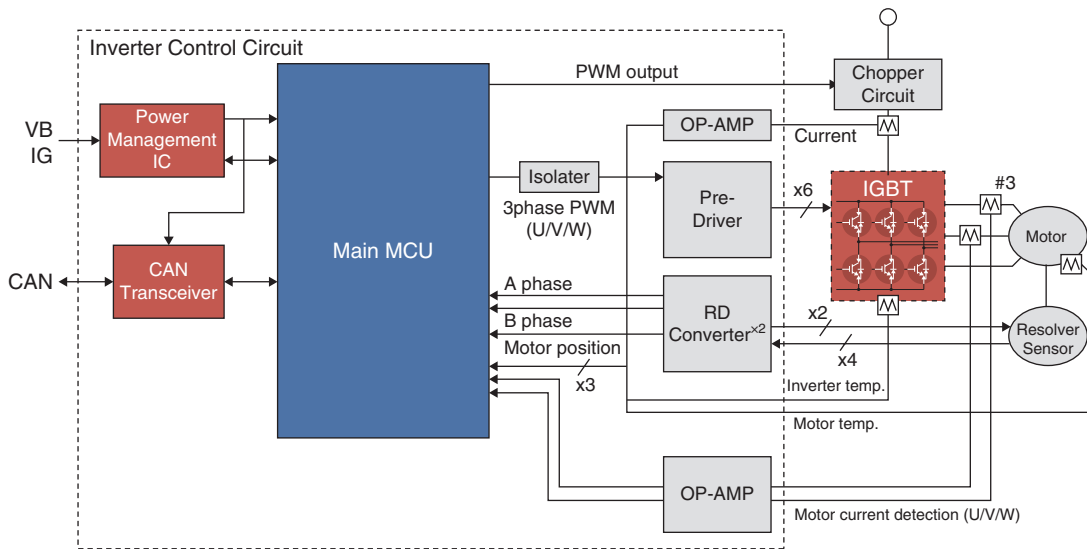 Inverter Control Circuit
VB
IG
CAN
Power
Management
IC
CAN
Transceiver
Main MCU
PWM output
Chopper
Circuit
OP-AMP
Current
Isolater
3phase PWM
(U/V/W)
Pre-
Driver
x6
IGBT
#3
Motor
A phase
B phase
Motor position
x3
RD
Converter×2
x2
x4
Resolver
Sensor
Inverter temp.
Motor temp.
OP-AMP
Motor current detection (U/V/W)